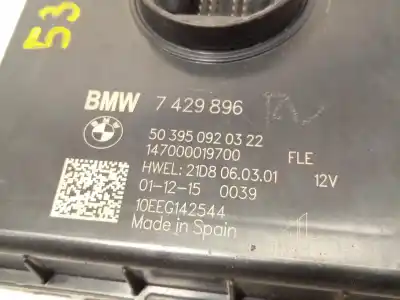 53
BMW 7 429 896
BMW
50 395 092 03 22
147000019700 FLE
HWEL: 21D8 06.03.01 12V
01-12-15 0039
10EEG142544
Made in Spain